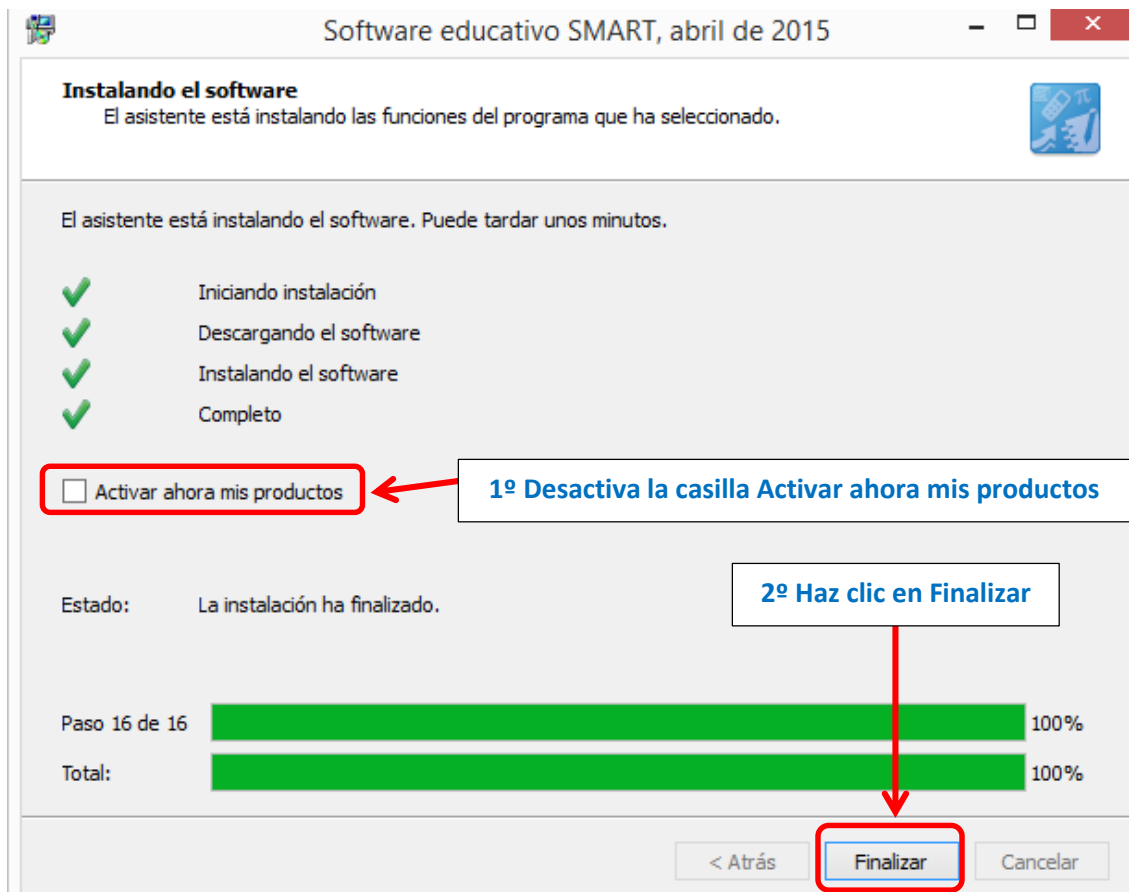 Software educativo SMART, abril de 2015
Instalando el software
El asistente está instalando las funciones del programa que ha seleccionado.
El asistente está instalando el software. Puede tardar unos minutos.
Iniciando instalación
Descargando el software
Instalando el software
Completo
Activar ahora mis productos
1º Desactiva la casilla Activar ahora mis productos
2º Haz clic en Finalizar
Estado: La instalación ha finalizado.
Paso 16 de 16 100%
Total: 100%
< Atrás Finalizar Cancelar